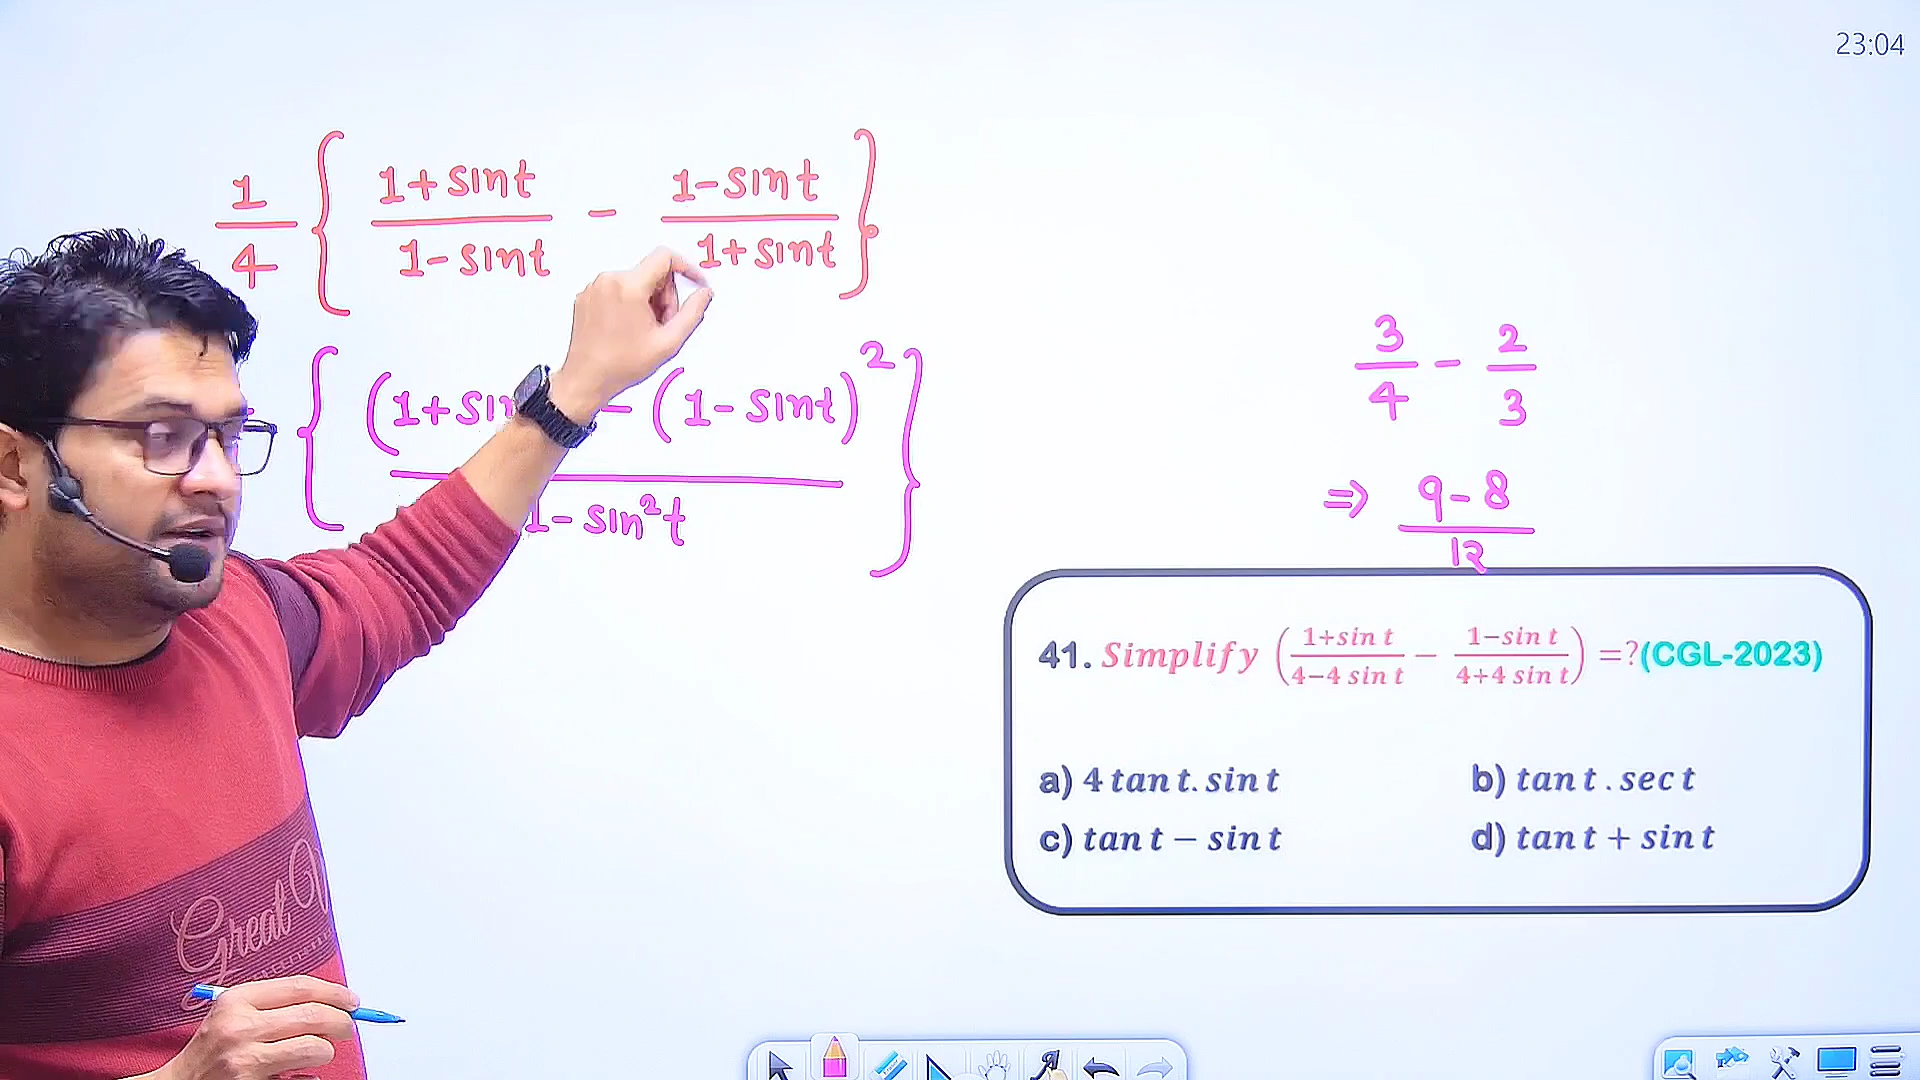 23:04
1/4 { 1+sint/1-sint - 1-sint/1+sint }
{ (1+sin - (1-sint)² / 1-sin²t }
3/4 - 2/3
⇒ 9-8/12
41. Simplify (1+sin t/4−4 sin t − 1−sin t/4+4 sin t) =?(CGL-2023)
a) 4 tan t. sin t b) tan t . sec t
c) tan t − sin t d) tan t + sin t
Great